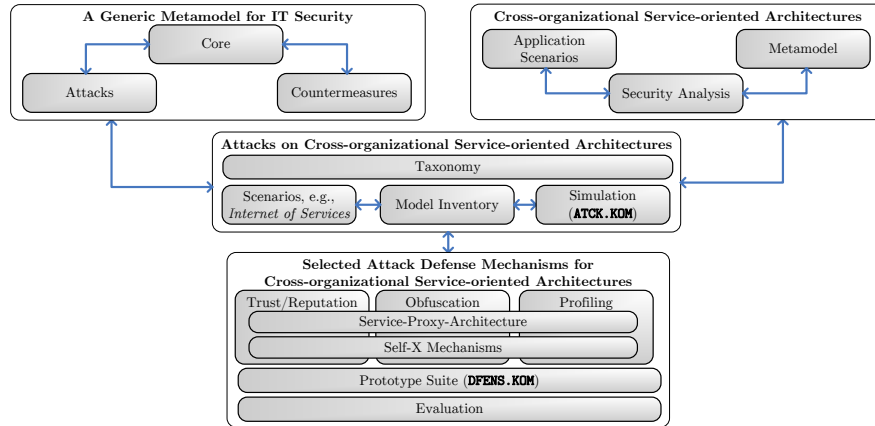 A Generic Metamodel for IT Security
Core
Attacks
Countermeasures
Cross-organizational Service-oriented Architectures
Application
Scenarios
Metamodel
Security Analysis
Attacks on Cross-organizational Service-oriented Architectures
Taxonomy
Scenarios, e.g.,
Internet of Services
Model Inventory
Simulation
(ATCK.KOM)
Selected Attack Defense Mechanisms for
Cross-organizational Service-oriented Architectures
Trust/Reputation
Obfuscation
Profiling
Service-Proxy-Architecture
Self-X Mechanisms
Prototype Suite (DFENS.KOM)
Evaluation